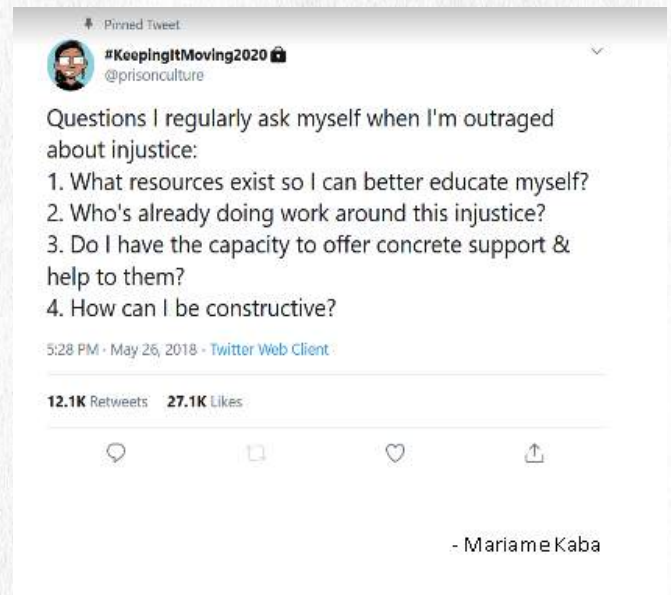 Pinned Tweet
#KeepingItMoving2020
@prisonculture
Questions I regularly ask myself when I'm outraged
about injustice:
1. What resources exist so I can better educate myself?
2. Who's already doing work around this injustice?
3. Do I have the capacity to offer concrete support &
help to them?
4. How can I be constructive?
5:28 PM · May 26, 2018 · Twitter Web Client
12.1K Retweets 27.1K Likes
- Mariame Kaba